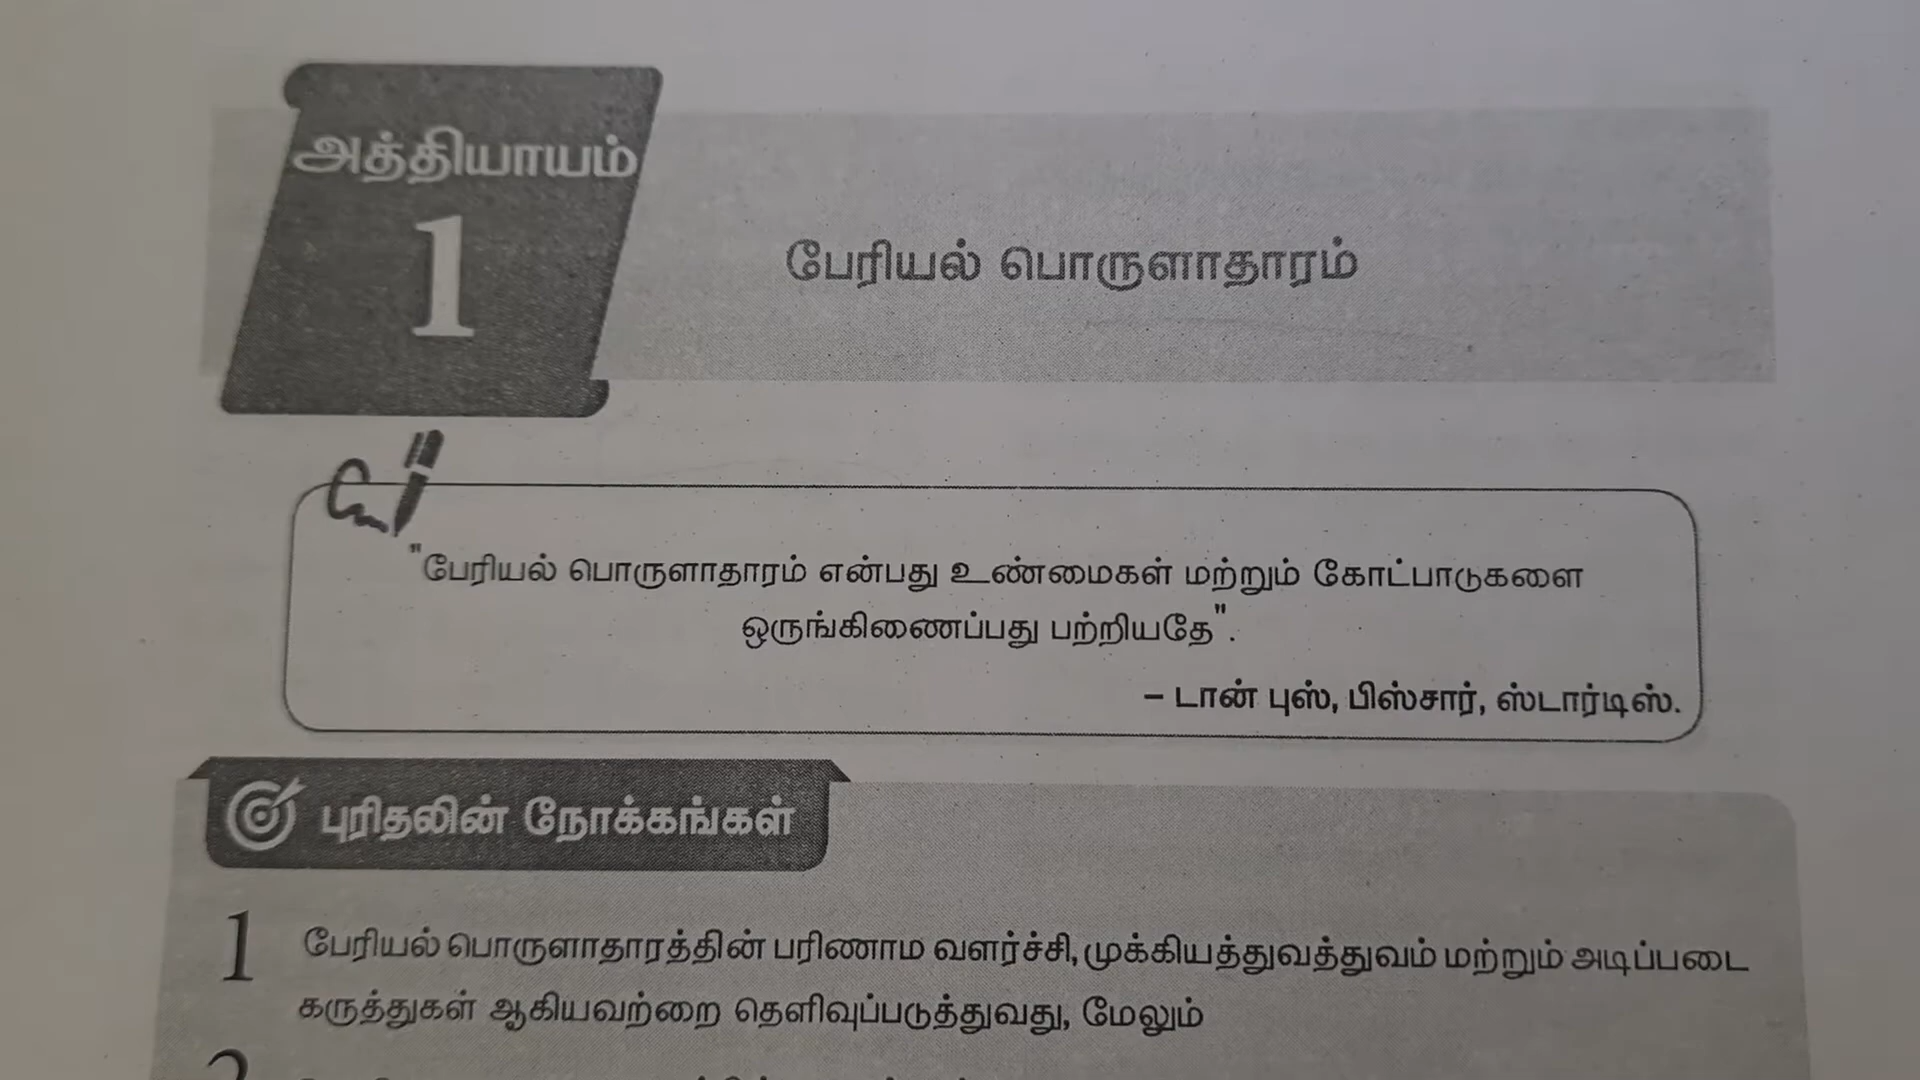 அத்தியாயம்
1
பேரியல் பொருளாதாரம்
"பேரியல் பொருளாதாரம் என்பது உண்மைகள் மற்றும் கோட்பாடுகளை
ஒருங்கிணைப்பது பற்றியதே".
– டான் புஸ், பிஸ்சார், ஸ்டார்டிஸ்.
புரிதலின் நோக்கங்கள்
1 பேரியல் பொருளாதாரத்தின் பரிணாம வளர்ச்சி, முக்கியத்துவத்துவம் மற்றும் அடிப்படை
கருத்துகள் ஆகியவற்றை தெளிவுப்படுத்துவது, மேலும்
2